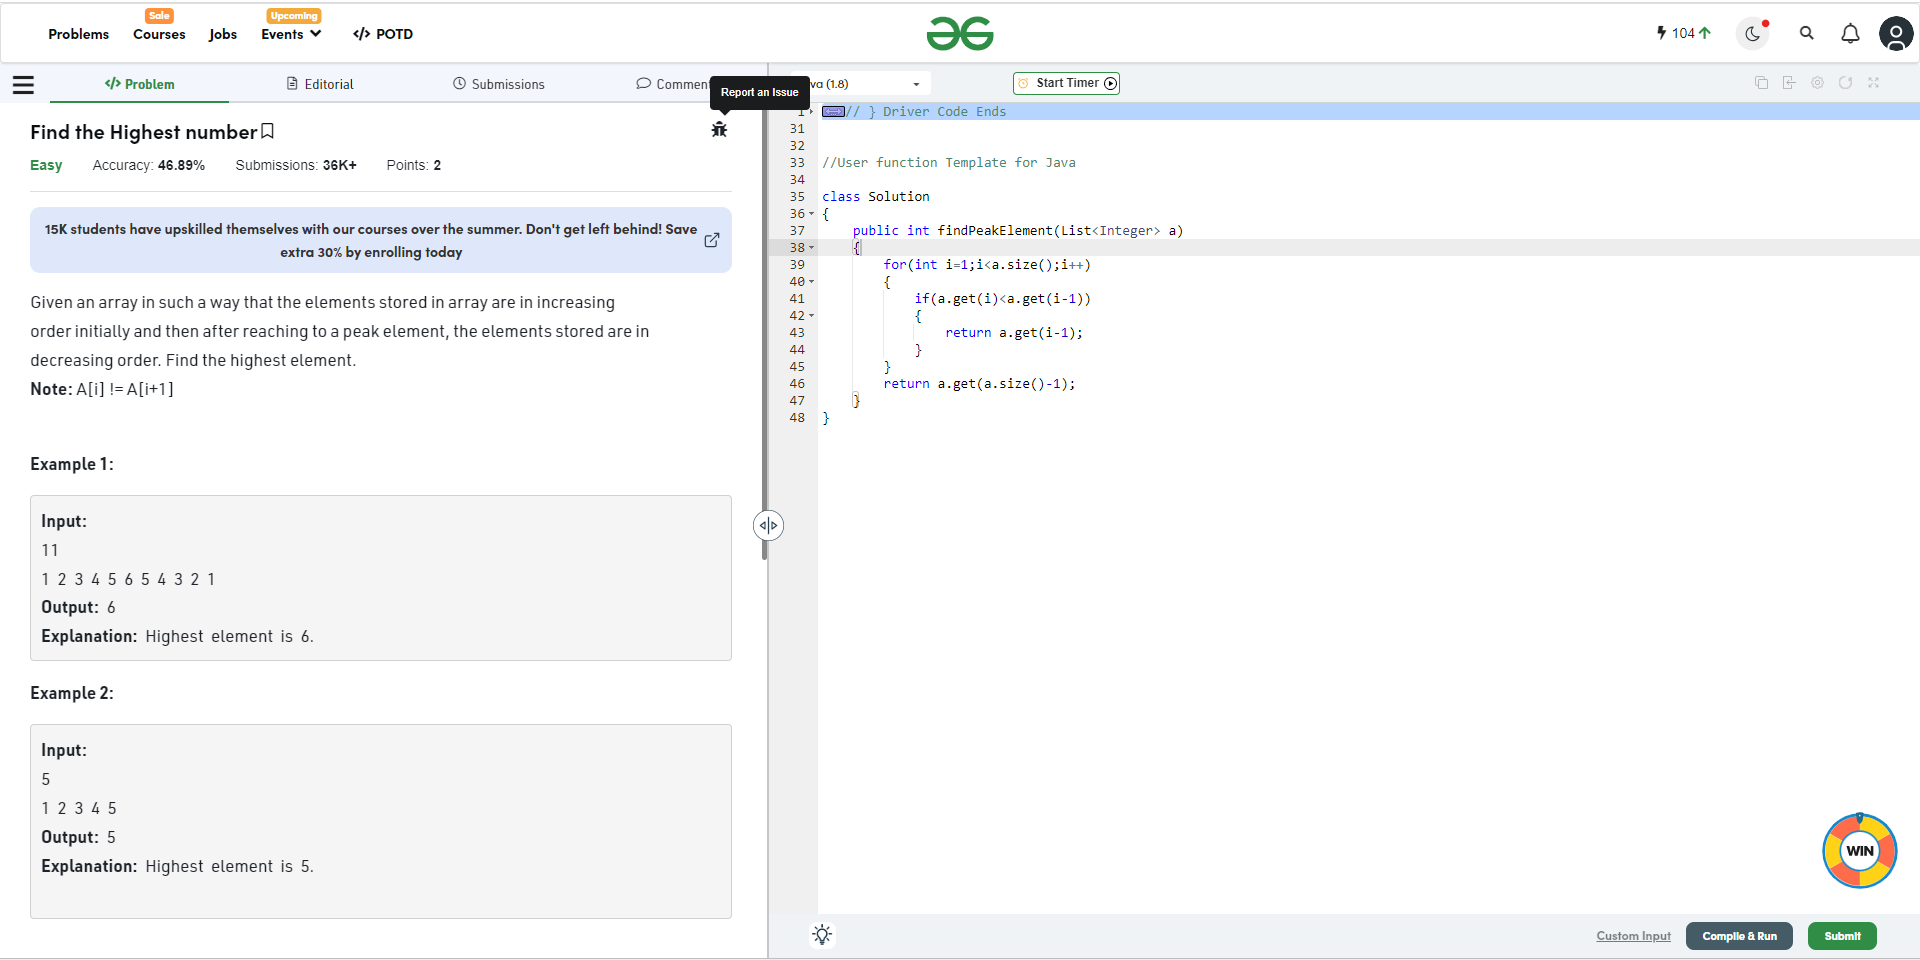 Sale
Upcoming
Problems Courses Jobs Events </> POTD
104
</> Problem Editorial Submissions Comment
Report an Issue
va (1.8)
Start Timer
Find the Highest number
Easy Accuracy: 46.89% Submissions: 36K+ Points: 2
15K students have upskilled themselves with our courses over the summer. Don't get left behind! Save
extra 30% by enrolling today
Given an array in such a way that the elements stored in array are in increasing
order initially and then after reaching to a peak element, the elements stored are in
decreasing order. Find the highest element.
Note: A[i] != A[i+1]
Example 1:
Input:
11
1 2 3 4 5 6 5 4 3 2 1
Output: 6
Explanation: Highest element is 6.
Example 2:
Input:
5
1 2 3 4 5
Output: 5
Explanation: Highest element is 5.
1 // } Driver Code Ends
31
32
33 //User function Template for Java
34
35 class Solution
36 {
37 public int findPeakElement(List<Integer> a)
38 {
39 for(int i=1;i<a.size();i++)
40 {
41 if(a.get(i)<a.get(i-1))
42 {
43 return a.get(i-1);
44 }
45 }
46 return a.get(a.size()-1);
47 }
48 }
WIN
Custom Input Compile & Run Submit